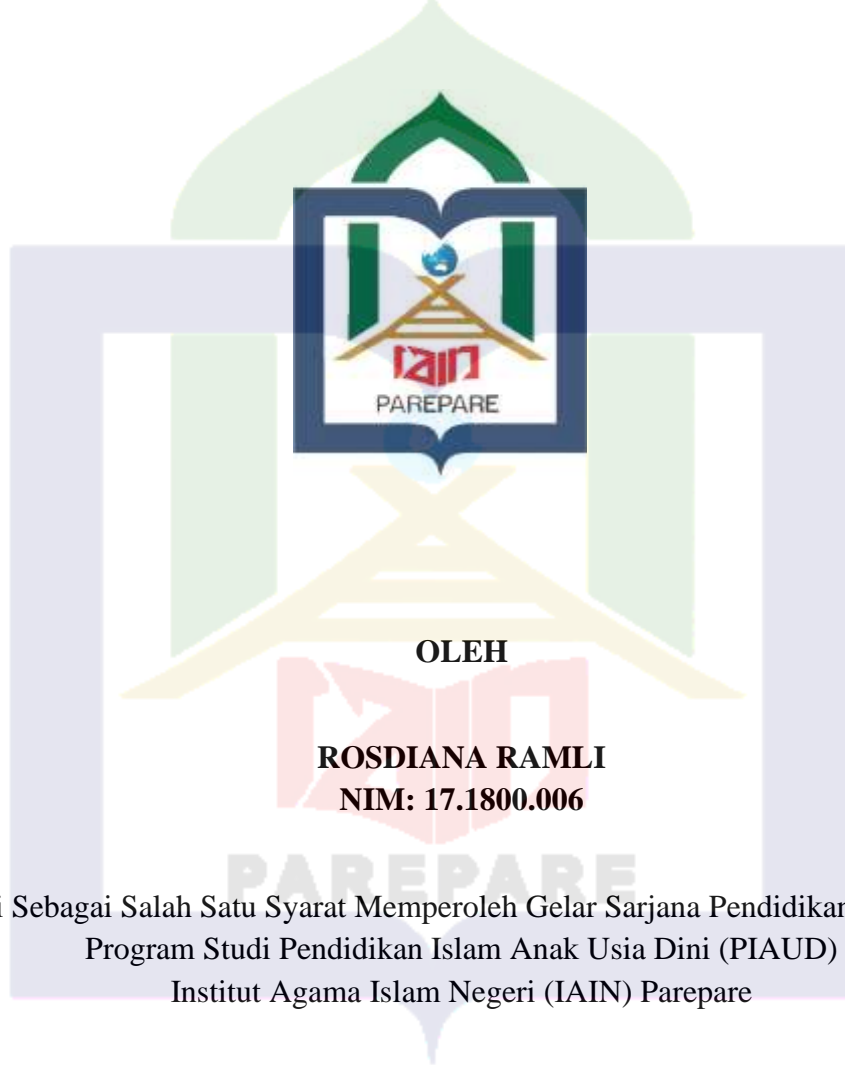 iain
PAREPARE
OLEH
ROSDIANA RAMLI
NIM: 17.1800.006
PAREPARE
i Sebagai Salah Satu Syarat Memperoleh Gelar Sarjana Pendidikan
Program Studi Pendidikan Islam Anak Usia Dini (PIAUD)
Institut Agama Islam Negeri (IAIN) Parepare